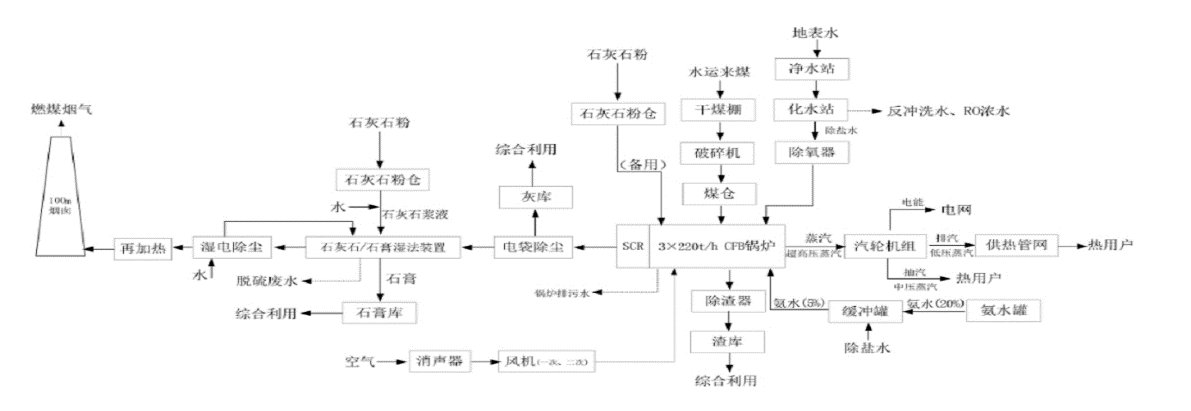 地表水
石灰石粉
水运来煤
净水站
燃煤烟气
石灰石粉
石灰石粉仓
干煤棚
化水站
反冲洗水、RO浓水
除盐水
综合利用
(备用)
破碎机
除氧器
石灰石粉仓
灰库
煤仓
水
石灰石浆液
100m
烟囱
电能
电网
再加热
湿电除尘
石灰石/石膏湿法装置
电袋除尘
SCR
3×220t/h CFB锅炉
蒸汽
超高压蒸汽
汽轮机组
排汽
低压蒸汽
供热管网
热用户
水
脱硫废水
石膏
锅炉排污水
抽汽
中压蒸汽
热用户
综合利用
石膏库
除渣器
氨水(5%)
缓冲罐
氨水(20%)
氨水罐
空气
消声器
风机(一次、二次)
渣库
除盐水
综合利用